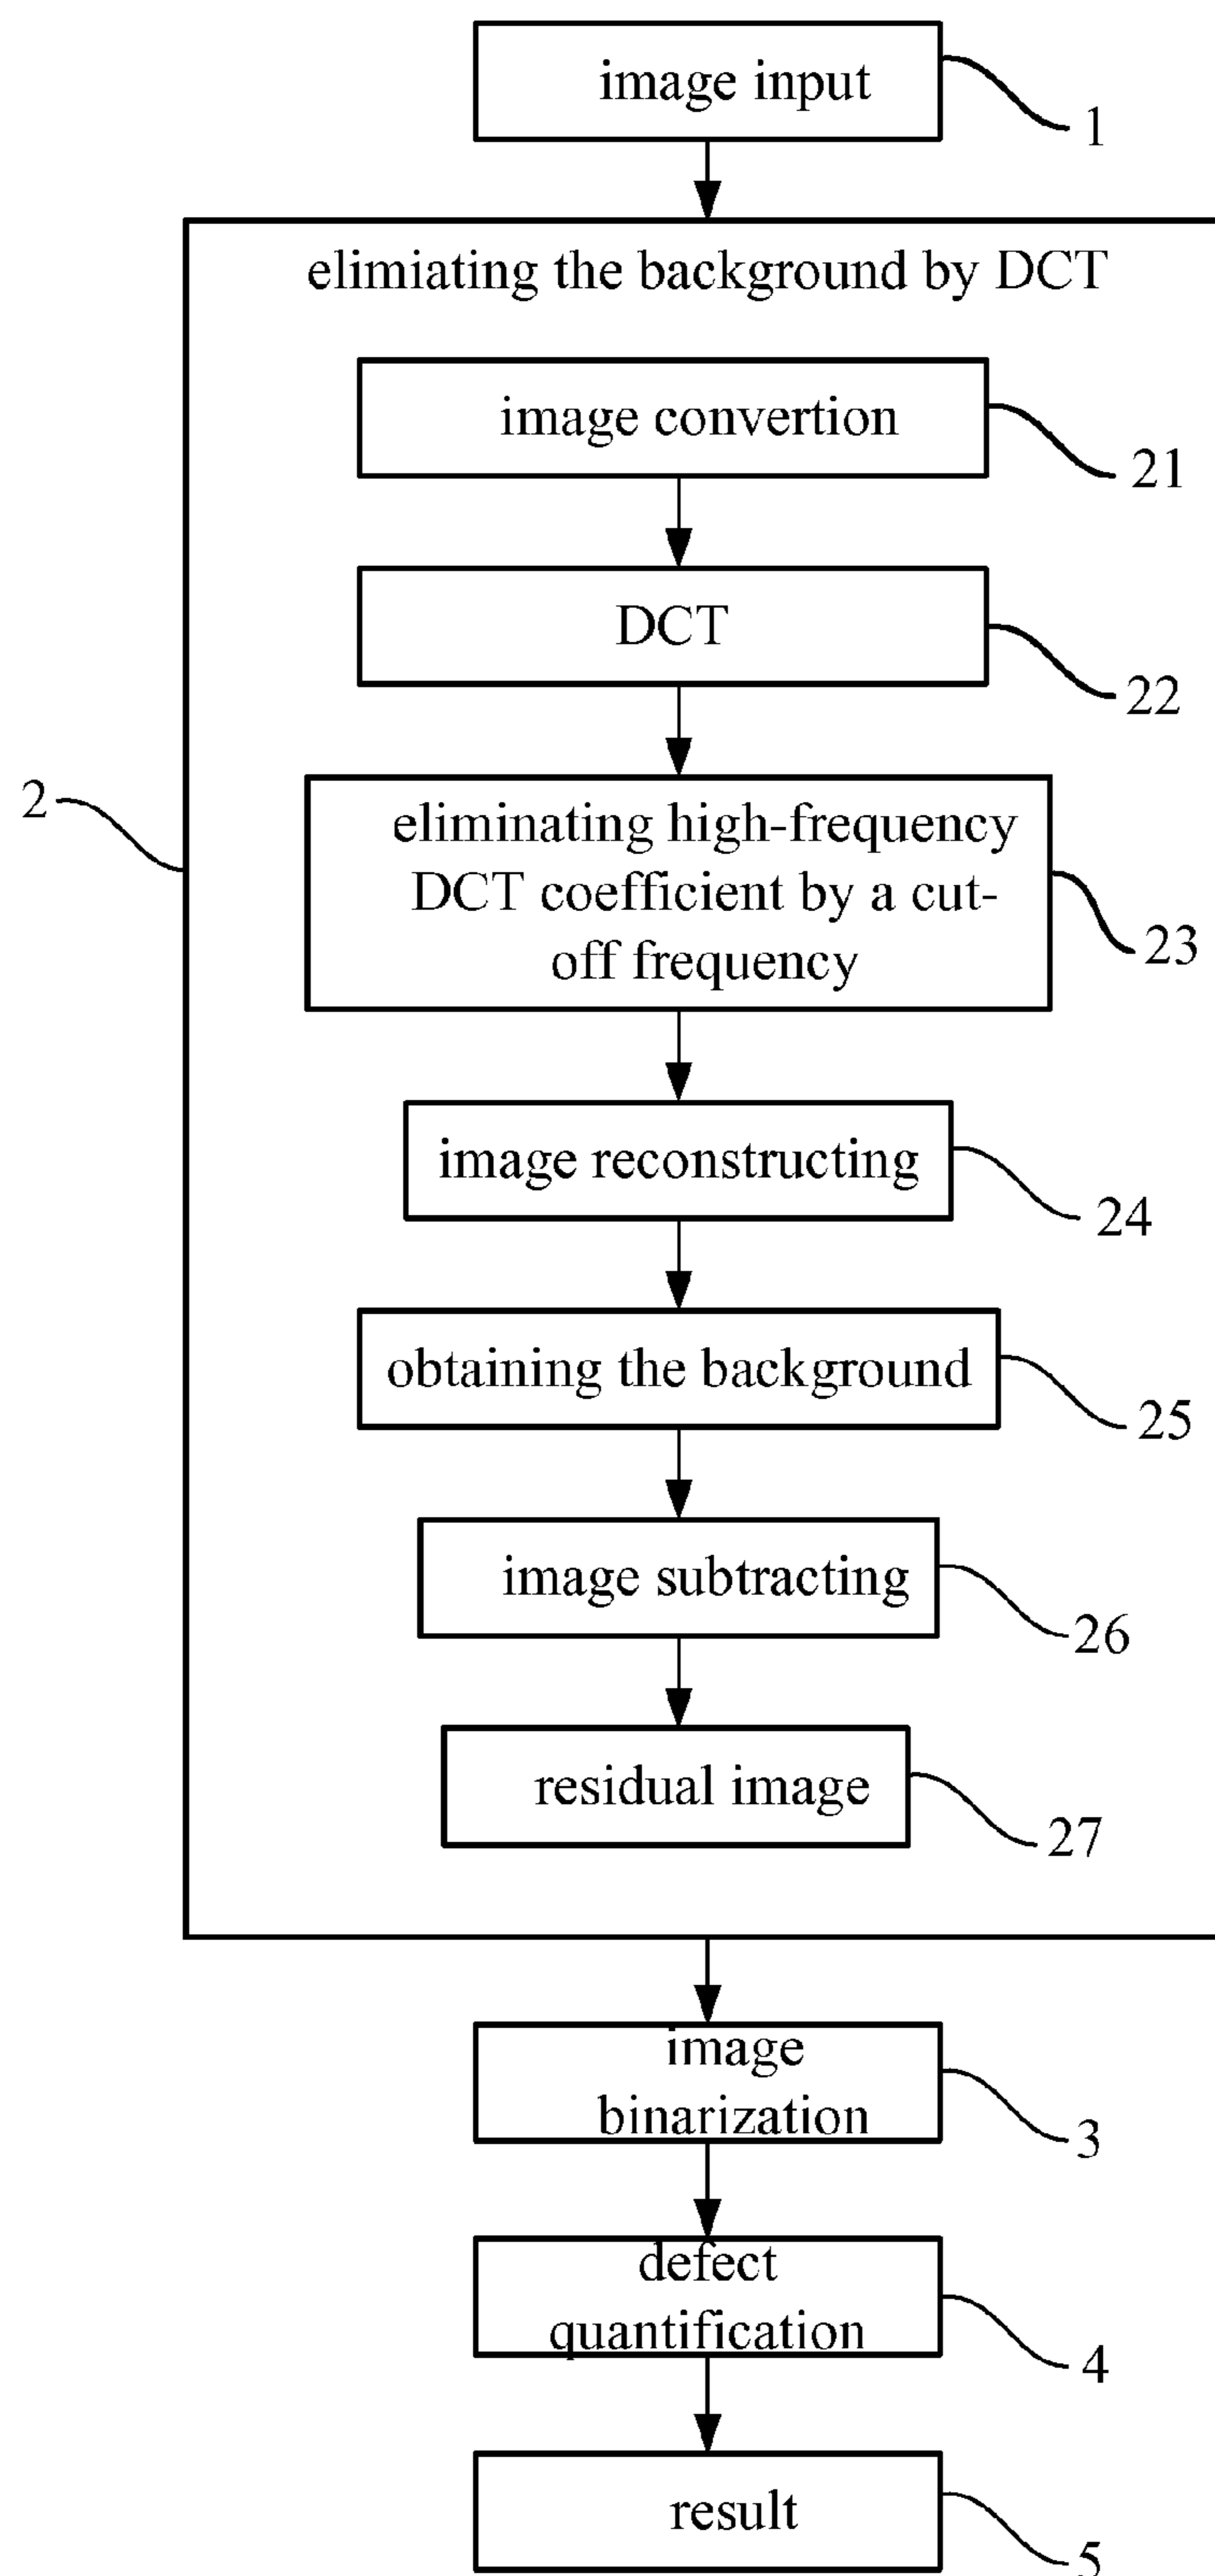 image input
1
elimiating the background by DCT
image convertion
21
DCT
22
2
eliminating high-frequency
DCT coefficient by a cut-
off frequency
23
image reconstructing
24
obtaining the background
25
image subtracting
26
residual image
27
image
binarization
3
defect
quantification
4
result
5